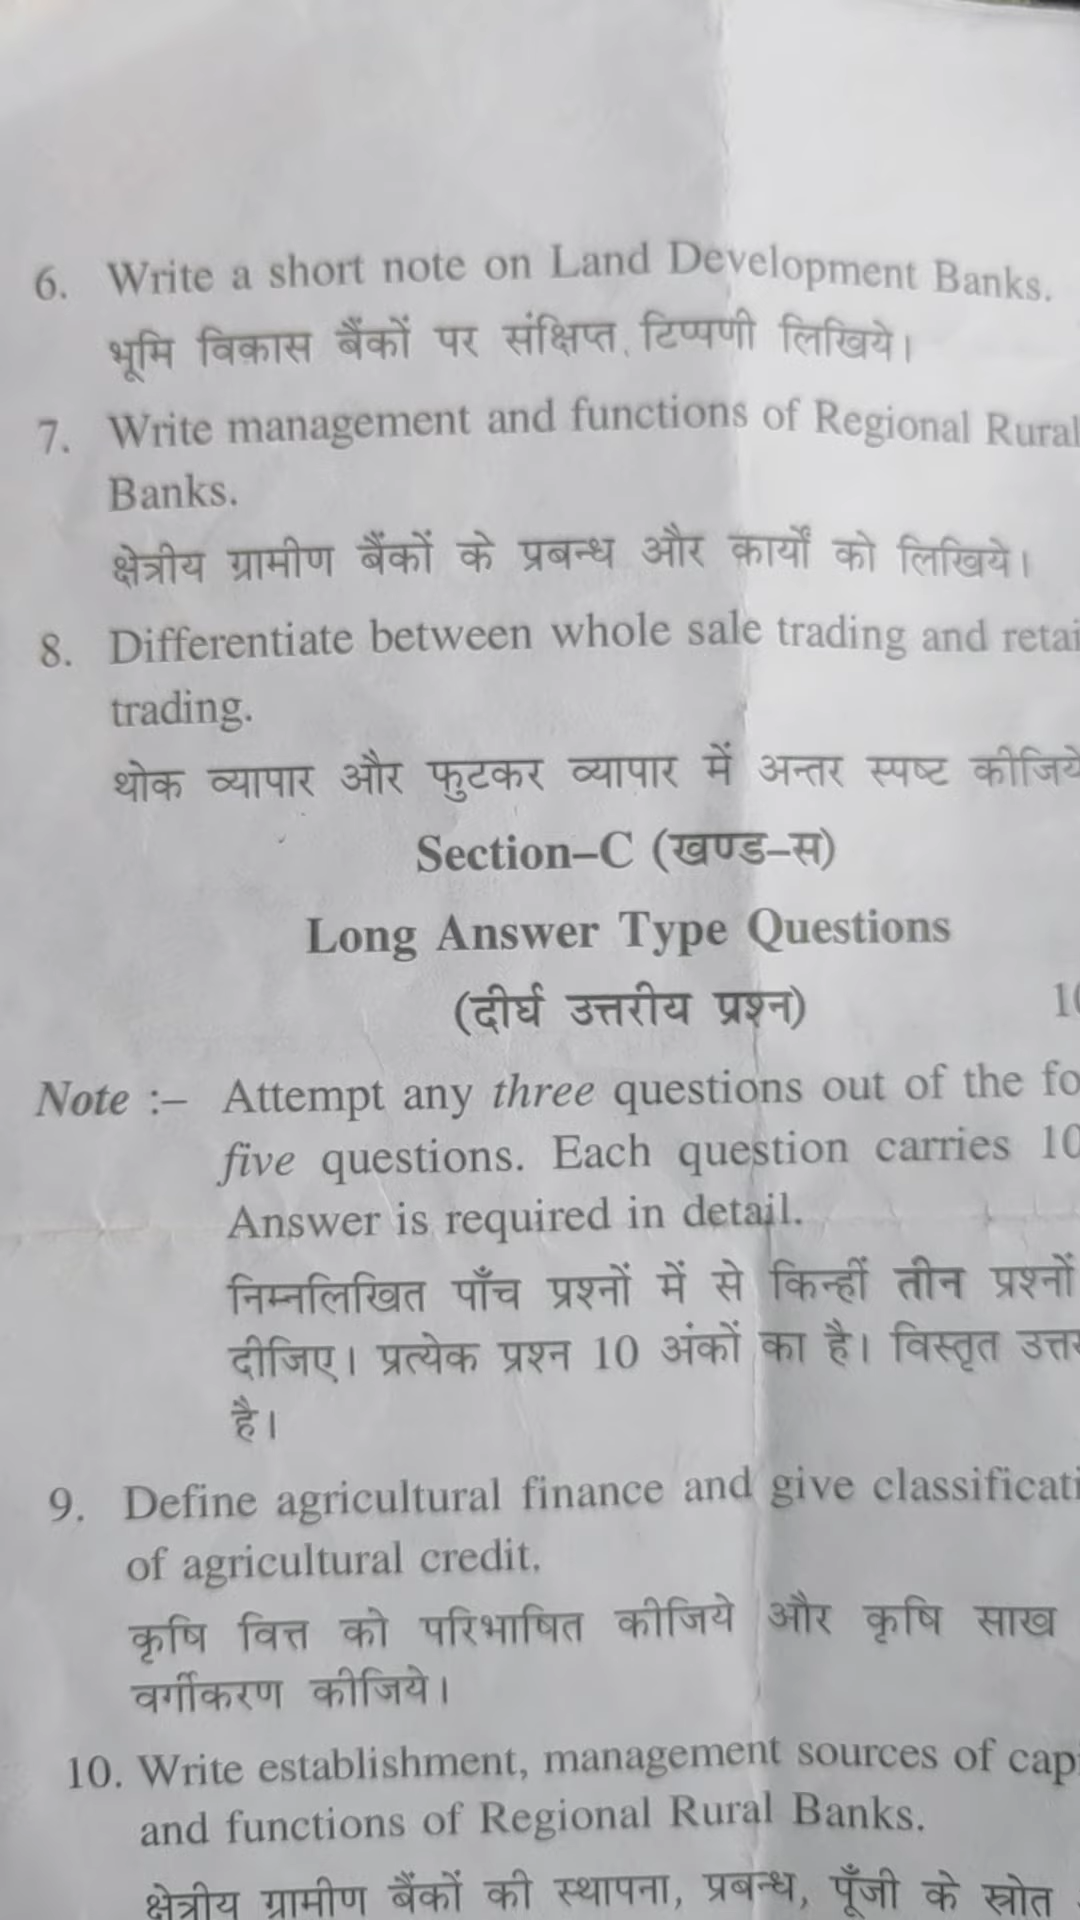 6. Write a short note on Land Development Banks.
भूमि विकास बैंकों पर संक्षिप्त टिप्पणी लिखिये।
7. Write management and functions of Regional Rural
Banks.
क्षेत्रीय ग्रामीण बैंकों के प्रबन्ध और कार्यों को लिखिये।
8. Differentiate between whole sale trading and retai
trading.
थोक व्यापार और फुटकर व्यापार में अन्तर स्पष्ट कीजिये
Section–C (खण्ड–स)
Long Answer Type Questions
(दीर्घ उत्तरीय प्रश्न)
Note :– Attempt any three questions out of the fo
five questions. Each question carries 10
Answer is required in detail.
निम्नलिखित पाँच प्रश्नों में से किन्हीं तीन प्रश्नों
दीजिए। प्रत्येक प्रश्न 10 अंकों का है। विस्तृत
है।
9. Define agricultural finance and give classificati
of agricultural credit.
कृषि वित्त को परिभाषित कीजिये और कृषि साख
वर्गीकरण कीजिये।
10. Write establishment, management sources of cap
and functions of Regional Rural Banks.
क्षेत्रीय ग्रामीण बैंकों की स्थापना, प्रबन्ध, पूँजी के स्रोत